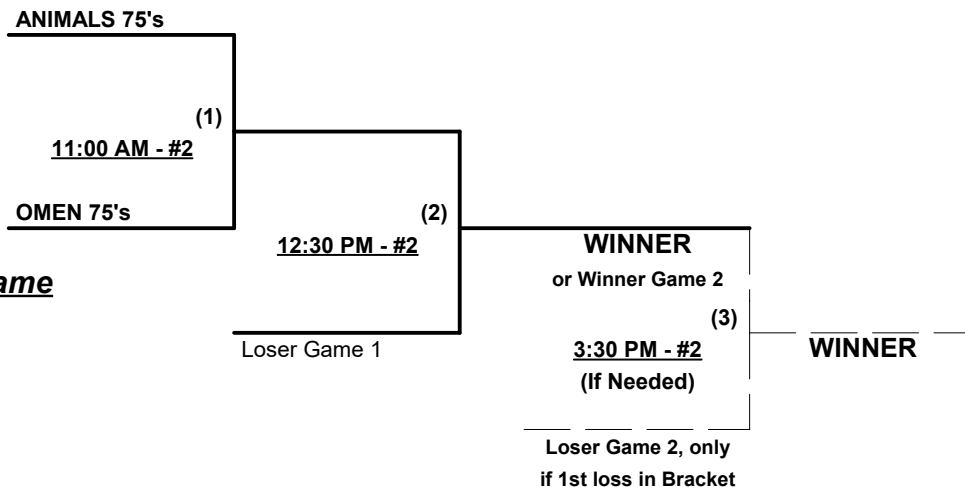 ANIMALS 75's
(1)
11:00 AM - #2
OMEN 75's
(2)
12:30 PM - #2
WINNER
or Winner Game 2
(3)
Loser Game 1
3:30 PM - #2
WINNER
(If Needed)
Loser Game 2, only
if 1st loss in Bracket